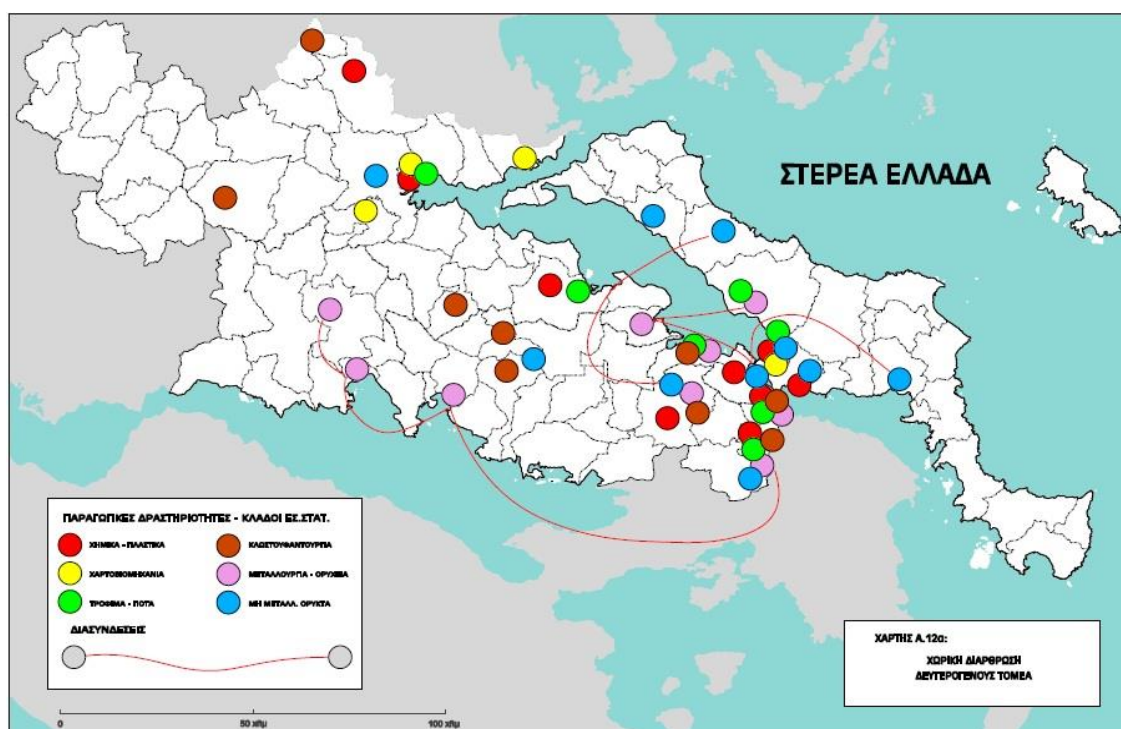 ΣΤΕΡΕΑ ΕΛΛΑΔΑ
ΠΑΡΑΓΩΓΙΚΕΣ ΔΡΑΣΤΗΡΙΟΤΗΤΕΣ - ΚΛΑΔΟΙ ΕΣ.ΣΤΑΤ.
ΧΗΜΙΚΑ - ΠΛΑΣΤΙΚΑ
ΚΛΩΣΤΟΥΦΑΝΤΟΥΡΓΙΑ
ΧΑΡΤΟΒΙΟΜΗΧΑΝΙΑ
ΜΕΤΑΛΛΟΥΡΓΙΑ - ΟΡΥΧΕΙΑ
ΤΡΟΦΙΜΑ - ΠΟΤΑ
ΜΗ ΜΕΤΑΛΛ. ΟΡΥΚΤΑ
ΔΙΑΣΥΝΔΕΣΕΙΣ
ΧΑΡΤΗΣ Α.12α:
ΧΩΡΙΚΗ ΔΙΑΡΘΡΩΣΗ
ΔΕΥΤΕΡΟΓΕΝΟΥΣ ΤΟΜΕΑ
0 50 χλμ 100 χλμ